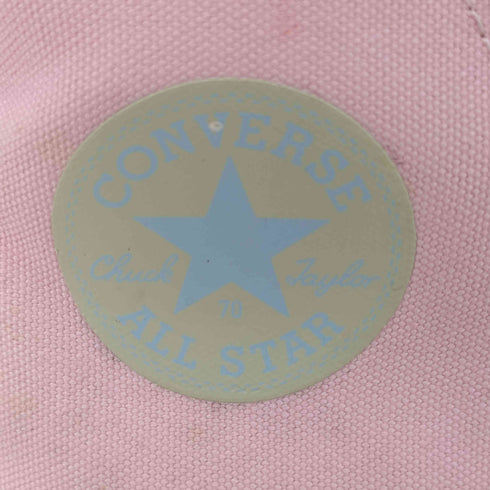 CONVERSE
Chuck Taylor
70
ALL STAR